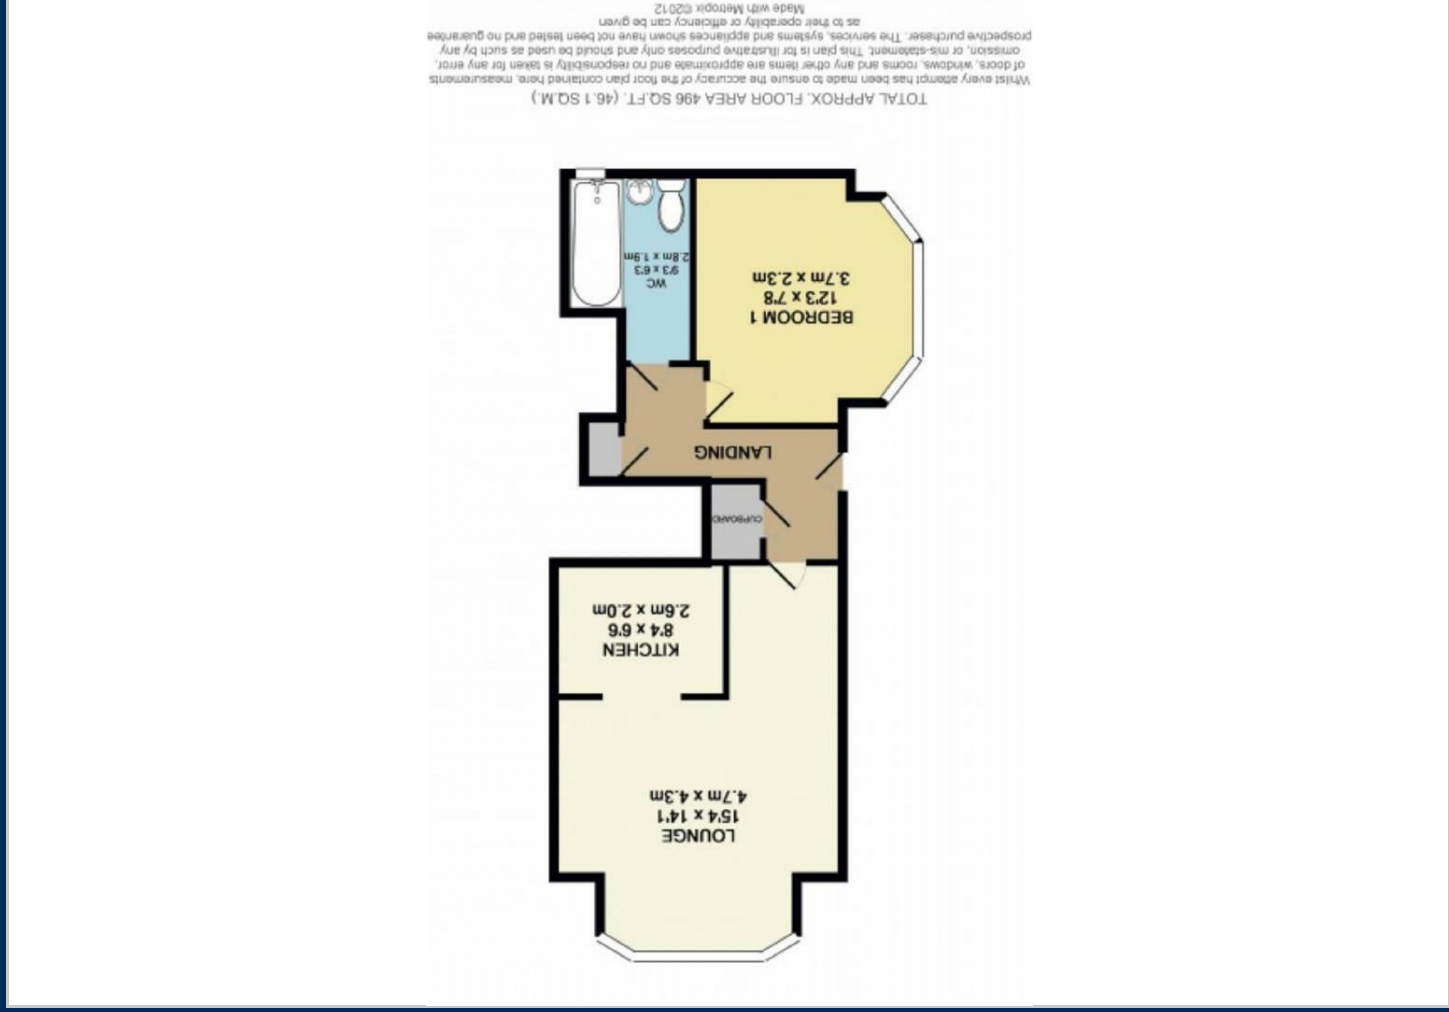 LOUNGE
15'4 x 14'1
4.7m x 4.3m
KITCHEN
8'4 x 6'6
2.6m x 2.0m
CUPBOARD
LANDING
BEDROOM 1
12'3 x 7'8
3.7m x 2.3m
WC
9'3 x 6'3
2.8m x 1.9m
TOTAL APPROX. FLOOR AREA 496 SQ.FT. (46.1 SQ.M.)
Whilst every attempt has been made to ensure the accuracy of the floor plan contained here, measurements
of doors, windows, rooms and any other items are approximate and no responsibility is taken for any error,
omission, or mis-statement. This plan is for illustrative purposes only and should be used as such by any
prospective purchaser. The services, systems and appliances shown have not been tested and no guarantee
as to their operability or efficiency can be given
Made with Metropix ©2012